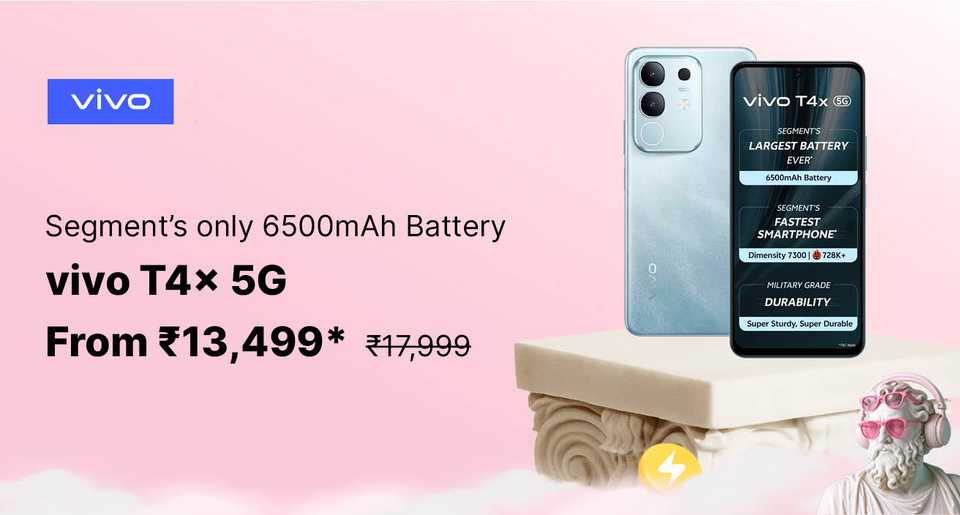 vivo
Segment's only 6500mAh Battery
vivo T4x 5G
From ₹13,499* ₹17,999
vivo T4x 5G
SEGMENT'S
LARGEST BATTERY
EVER*
6500mAh Battery
SEGMENT'S
FASTEST
SMARTPHONE*
Dimensity 7300 | 728K+
MILITARY GRADE
DURABILITY
Super Sturdy, Super Durable